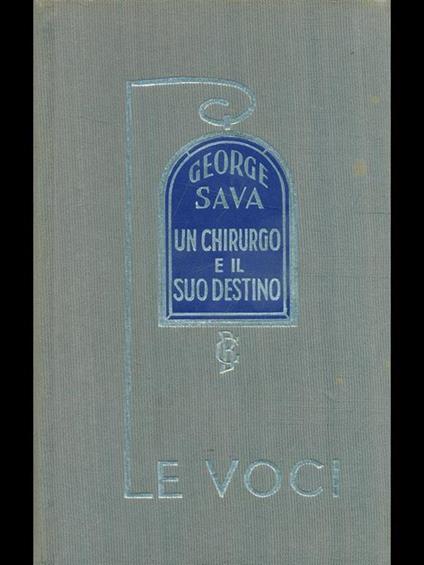 GEORGE
SAVA
UN CHIRURGO
E IL
SUO DESTINO
LE VOCI